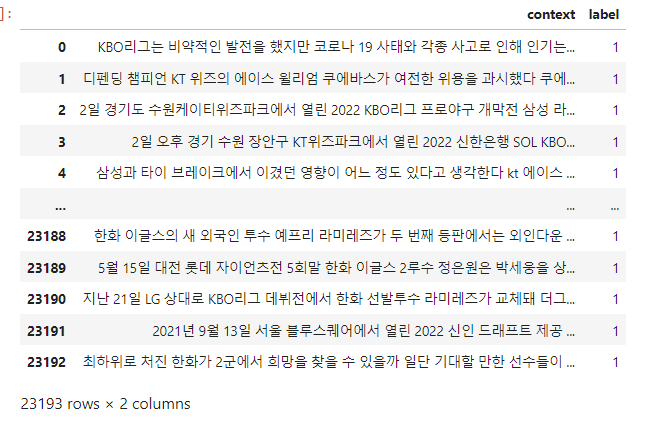 ]:
context label
0 KBO리그는 비약적인 발전을 했지만 코로나 19 사태와 각종 사고로 인해 인기는... 1
1 디펜딩 챔피언 KT 위즈의 에이스 윌리엄 쿠에바스가 여전한 위용을 과시했다 쿠에... 1
2 2일 경기도 수원케이티위즈파크에서 열린 2022 KBO리그 프로야구 개막전 삼성 라... 1
3 2일 오후 경기 수원 장안구 KT위즈파크에서 열린 2022 신한은행 SOL KBO... 1
4 삼성과 타이 브레이크에서 이겼던 영향이 어느 정도 있다고 생각한다 kt 에이스 ... 1
... ... ...
23188 한화 이글스의 새 외국인 투수 예프리 라미레즈가 두 번째 등판에서는 외인다운 ... 1
23189 5월 15일 대전 롯데 자이언츠전 5회말 한화 이글스 2루수 정은원은 박세웅을 상... 1
23190 지난 21일 LG 상대로 KBO리그 데뷔전에서 한화 선발투수 라미레즈가 교체돼 더그... 1
23191 2021년 9월 13일 서울 블루스퀘어에서 열린 2022 신인 드래프트 제공 ... 1
23192 최하위로 처진 한화가 2군에서 희망을 찾을 수 있을까 일단 기대할 만한 선수들이 ... 1
23193 rows × 2 columns